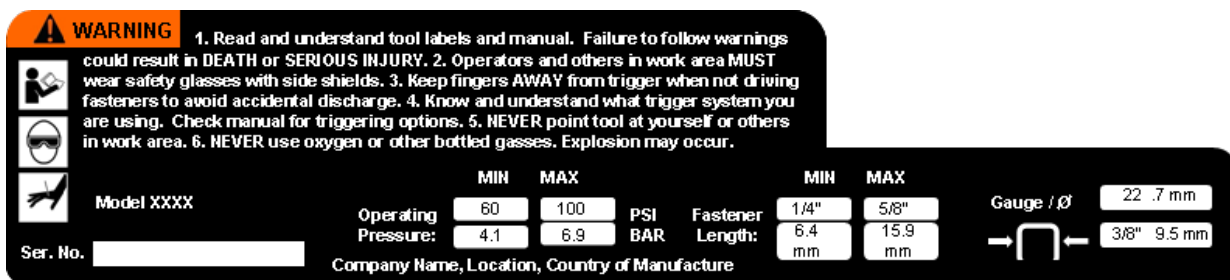 WARNING
1. Read and understand tool labels and manual. Failure to follow warnings
could result in DEATH or SERIOUS INJURY. 2. Operators and others in work area MUST
wear safety glasses with side shields. 3. Keep fingers AWAY from trigger when not driving
fasteners to avoid accidental discharge. 4. Know and understand what trigger system you
are using. Check manual for triggering options. 5. NEVER point tool at yourself or others
in work area. 6. NEVER use oxygen or other bottled gasses. Explosion may occur.
MIN MAX MIN MAX
Model XXXX
Operating 60 100 PSI Fastener 1/4" 5/8" Gauge / Ø 22 .7 mm
Pressure: 4.1 6.9 BAR Length: 6.4 mm 15.9 mm 3/8" 9.5 mm
Ser. No.
Company Name, Location, Country of Manufacture